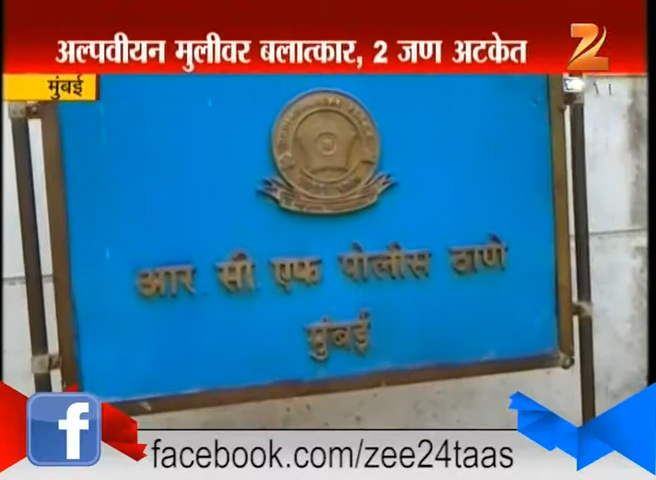 अल्पवीयन मुलीवर बलात्कार, 2 जण अटकेत
मुंबई
आर सी एफ पोलीस ठाणे
मुंबई
facebook.com/zee24taas